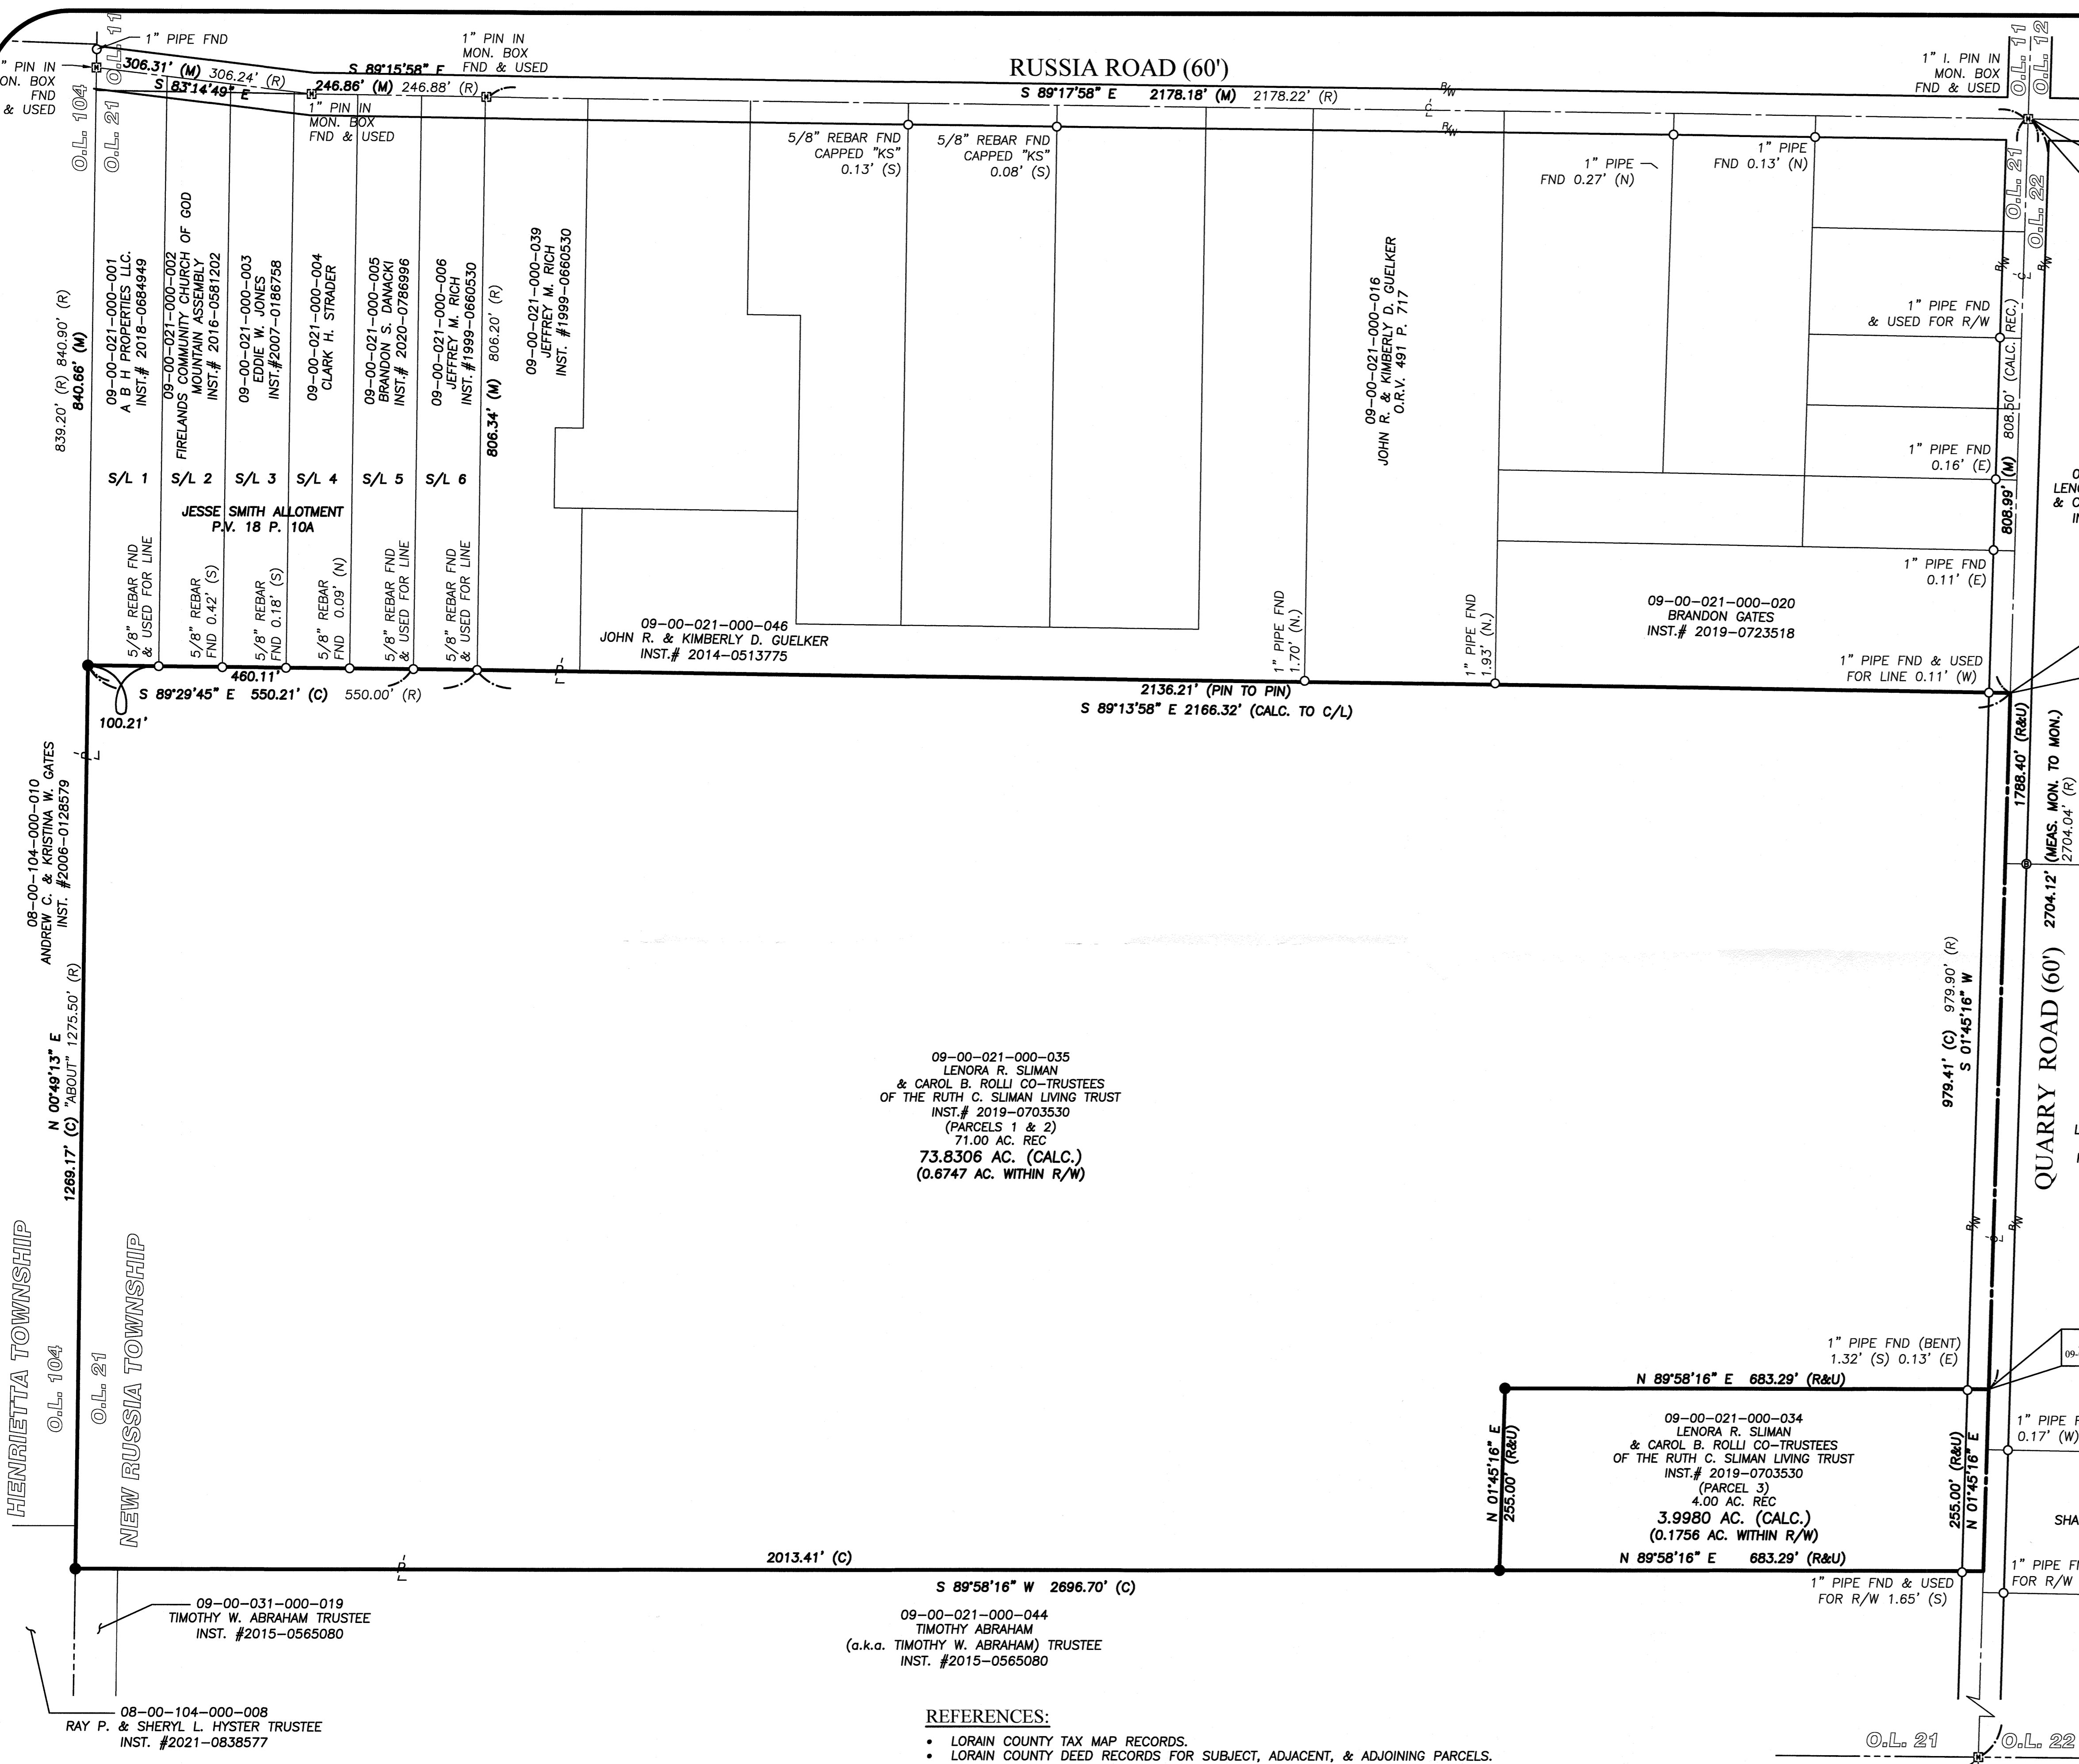 1" PIPE FND
" PIN IN
ON. BOX
FND
& USED
O.L. 11
306.31' (M) 306.24' (R)
S 83°14'49" E
S 89°15'58" E
246.86' (M) 246.88' (R)
1" PIN IN
MON. BOX
FND & USED
1" PIN IN
MON. BOX
FND & USED
RUSSIA ROAD (60')
S 89°17'58" E 2178.18' (M) 2178.22' (R)
R/W
R/W
1" I. PIN IN
MON. BOX
FND & USED
O.L. 11
O.L. 12
O.L. 104
O.L. 21
O.L. 21
O.L. 22
5/8" REBAR FND
CAPPED "KS"
0.13' (S)
5/8" REBAR FND
CAPPED "KS"
0.08' (S)
1" PIPE
FND 0.27' (N)
1" PIPE
FND 0.13' (N)
839.20' (R) 840.90' (R)
840.66' (M)
09-00-021-000-001
A B H PROPERTIES LLC.
INST.# 2018-0684949
09-00-021-000-002
FIRELANDS COMMUNITY CHURCH OF GOD
MOUNTAIN ASSEMBLY
INST.# 2016-0581202
09-00-021-000-003
EDDIE W. JONES
INST.#2007-0186758
09-00-021-000-004
CLARK H. STRADER
09-00-021-000-005
BRANDON S. DANACKI
INST.# 2020-0786996
09-00-021-000-006
JEFFREY M. RICH
INST.#1999-0660530
806.34' (M) 806.20' (R)
09-00-021-000-039
JEFFREY M. RICH
INST. #1999-0660530
09-00-021-000-016
JOHN R. & KIMBERLY D. GUELKER
O.R.V. 491 P. 717
R/W
R/W
1" PIPE FND
& USED FOR R/W
808.99' (M) 808.50' (CALC. REC.)
1" PIPE FND
0.16' (E)
S/L 1
S/L 2
S/L 3
S/L 4
S/L 5
S/L 6
JESSE SMITH ALLOTMENT
P.V. 18 P. 10A
5/8" REBAR FND
& USED FOR LINE
5/8" REBAR
FND 0.42' (S)
5/8" REBAR
FND 0.18' (S)
5/8" REBAR
FND 0.09' (N)
5/8" REBAR FND
& USED FOR LINE
5/8" REBAR FND
& USED FOR LINE
1" PIPE FND
0.11' (E)
09-00-021-000-046
JOHN R. & KIMBERLY D. GUELKER
INST.# 2014-0513775
1" PIPE FND
1.70' (N.)
1" PIPE FND
1.93' (N.)
09-00-021-000-020
BRANDON GATES
INST.# 2019-0723518
1" PIPE FND & USED
FOR LINE 0.11' (W)
460.11'
S 89°29'45" E 550.21' (C) 550.00' (R)
100.21'
2136.21' (PIN TO PIN)
S 89°13'58" E 2166.32' (CALC. TO C/L)
1788.40' (R&U)
2704.12' (MEAS. MON. TO MON.)
2704.04' (R)
08-00-104-000-010
ANDREW C. & KRISTINA W. GATES
INST. #2006-0128579
N 00°49'13" E
1269.17' (C) "ABOUT" 1275.50' (R)
979.41' (C) 979.90' (R)
S 01°45'16" W
QUARRY ROAD (60')
09-00-021-000-035
LENORA R. SLIMAN
& CAROL B. ROLLI CO-TRUSTEES
OF THE RUTH C. SLIMAN LIVING TRUST
INST.# 2019-0703530
(PARCELS 1 & 2)
71.00 AC. REC
73.8306 AC. (CALC.)
(0.6747 AC. WITHIN R/W)
R/W
R/W
HENRIETTA TOWNSHIP
O.L. 104
O.L. 21
NEW RUSSIA TOWNSHIP
1" PIPE FND (BENT)
1.32' (S) 0.13' (E)
09-
N 89°58'16" E 683.29' (R&U)
N 01°45'16" E
255.00' (R&U)
09-00-021-000-034
LENORA R. SLIMAN
& CAROL B. ROLLI CO-TRUSTEES
OF THE RUTH C. SLIMAN LIVING TRUST
INST.# 2019-0703530
(PARCEL 3)
4.00 AC. REC
3.9980 AC. (CALC.)
(0.1756 AC. WITHIN R/W)
N 89°58'16" E 683.29' (R&U)
255.00' (R&U)
N 01°45'16" E
1" PIPE F
0.17' (W)
SHA
1" PIPE FND & USED
FOR R/W 1.65' (S)
1" PIPE F
FOR R/W
2013.41' (C)
S 89°58'16" W 2696.70' (C)
09-00-031-000-019
TIMOTHY W. ABRAHAM TRUSTEE
INST. #2015-0565080
09-00-021-000-044
TIMOTHY ABRAHAM
(a.k.a. TIMOTHY W. ABRAHAM) TRUSTEE
INST. #2015-0565080
08-00-104-000-008
RAY P. & SHERYL L. HYSTER TRUSTEE
INST. #2021-0838577
REFERENCES:
• LORAIN COUNTY TAX MAP RECORDS.
• LORAIN COUNTY DEED RECORDS FOR SUBJECT, ADJACENT, & ADJOINING PARCELS.
O.L. 21
O.L. 22